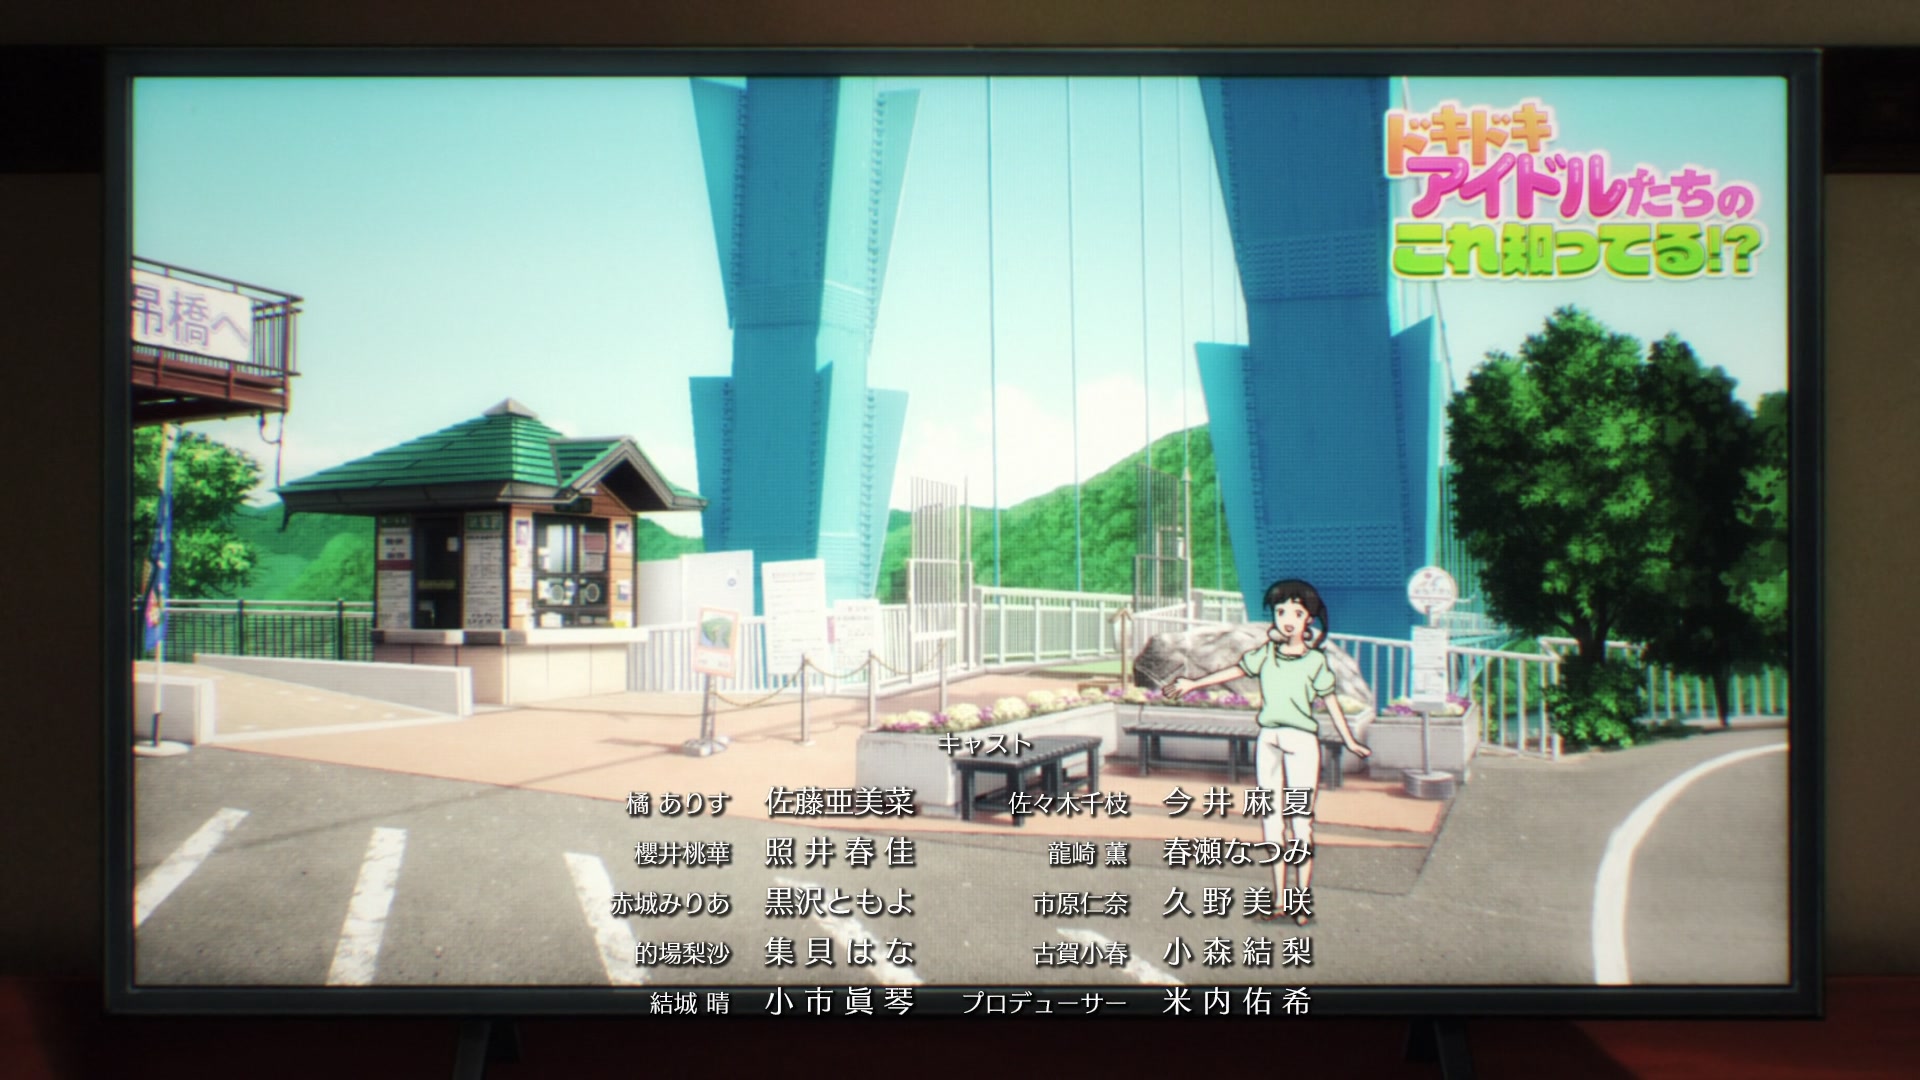 ドキドキ
アイドルたちの
これ知ってる!?
吊橋へ
キャスト
橘 ありす 佐藤亜美菜 佐々木千枝 今井麻夏
櫻井桃華 照井春佳 龍崎 薫 春瀬なつみ
赤城みりあ 黒沢ともよ 市原仁奈 久野美咲
的場梨沙 集貝はな 古賀小春 小森結梨
結城 晴 小市眞琴 プロデューサー 米内佑希